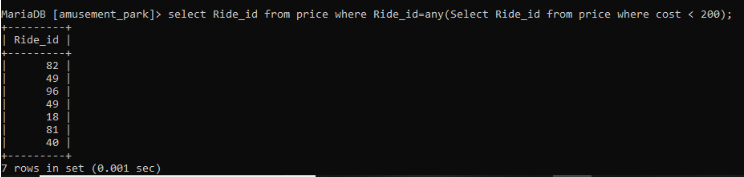 MariaDB [amusement_park]> select Ride_id from price where Ride_id=any(Select Ride_id from price where cost < 200);
+---------+
| Ride_id |
+---------+
|      82 |
|      49 |
|      96 |
|      49 |
|      18 |
|      81 |
|      40 |
+---------+
7 rows in set (0.001 sec)